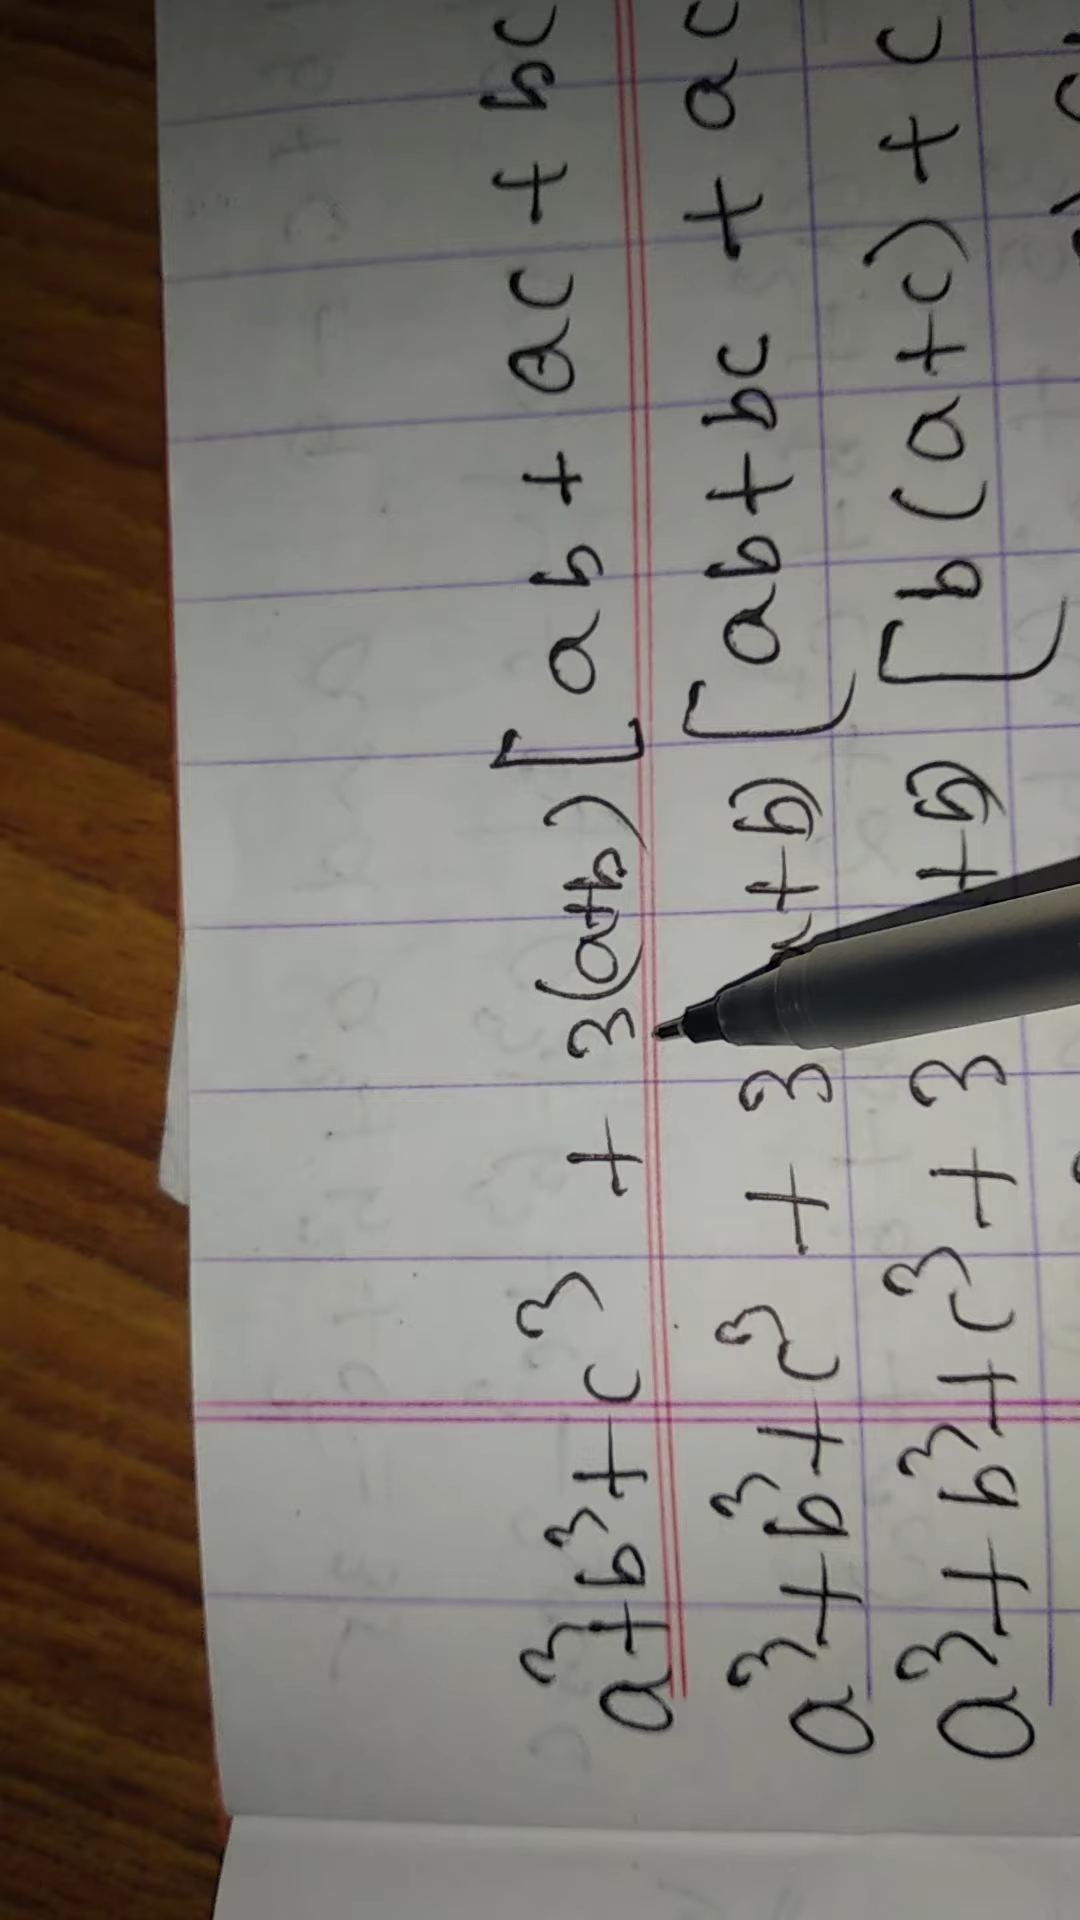 a³+b³+c³ + 3(a+b) [ab + ac + bc
a³+b³+c³ + 3 +b) [ab+bc + ac
a³+b³+c³ + 3 +b) [b(a+c) + c